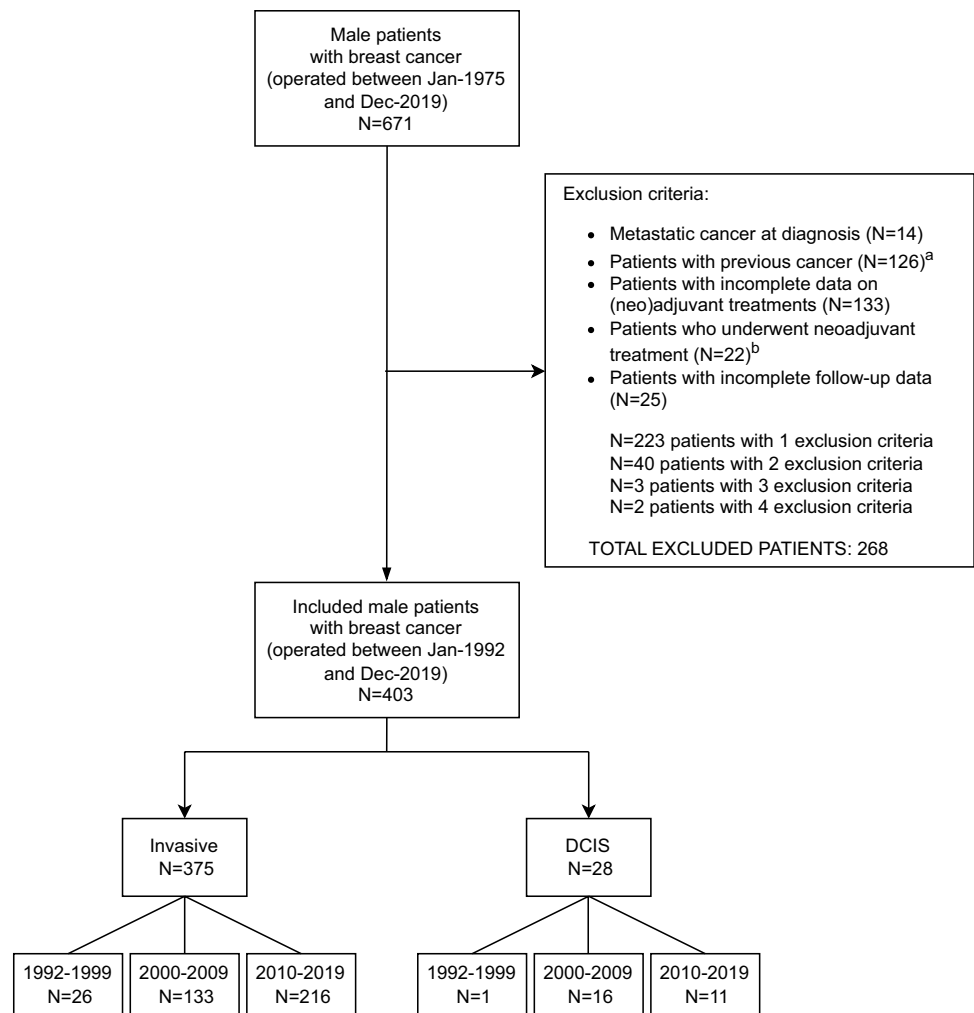 Male patients
with breast cancer
(operated between Jan-1975
and Dec-2019)
N=671
Exclusion criteria:
• Metastatic cancer at diagnosis (N=14)
• Patients with previous cancer (N=126)a
• Patients with incomplete data on
(neo)adjuvant treatments (N=133)
• Patients who underwent neoadjuvant
treatment (N=22)b
• Patients with incomplete follow-up data
(N=25)
N=223 patients with 1 exclusion criteria
N=40 patients with 2 exclusion criteria
N=3 patients with 3 exclusion criteria
N=2 patients with 4 exclusion criteria
TOTAL EXCLUDED PATIENTS: 268
Included male patients
with breast cancer
(operated between Jan-1992
and Dec-2019)
N=403
Invasive
N=375
DCIS
N=28
1992-1999
N=26
2000-2009
N=133
2010-2019
N=216
1992-1999
N=1
2000-2009
N=16
2010-2019
N=11